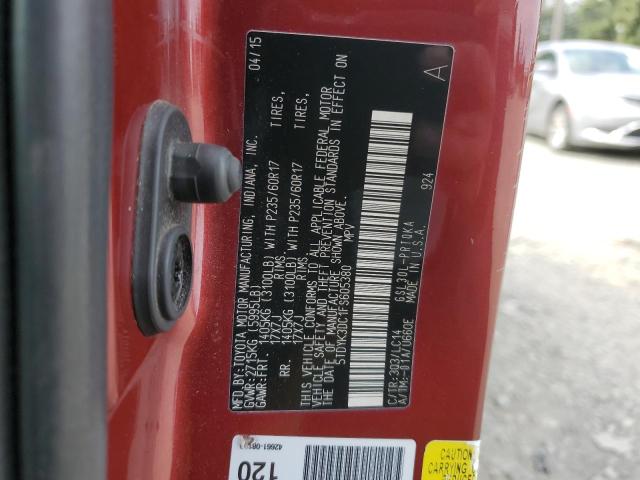 MFD. BY: TOYOTA MOTOR MANUFACTURING, INDIANA, INC. 04/15
GVWR: 2715KG (5995LB)
GAWR: FRT. 1405KG (3100LB) WITH P235/60R17 TIRES,
17X7J RIMS,
RR. 1405KG (3100LB) WITH P235/60R17 TIRES,
17X7J RIMS,
THIS VEHICLE CONFORMS TO ALL APPLICABLE FEDERAL MOTOR
VEHICLE SAFETY AND THEFT PREVENTION STANDARDS IN EFFECT ON
THE DATE OF MANUFACTURE SHOWN ABOVE.
5TDYK3DC1FS605380 MPV
924
C/TR: 3Q3/LC14 GSL30L-PRTQKA
A/TM: -01A/U660E MADE IN U.S.A.
A
120
CAUTION
CARRYING